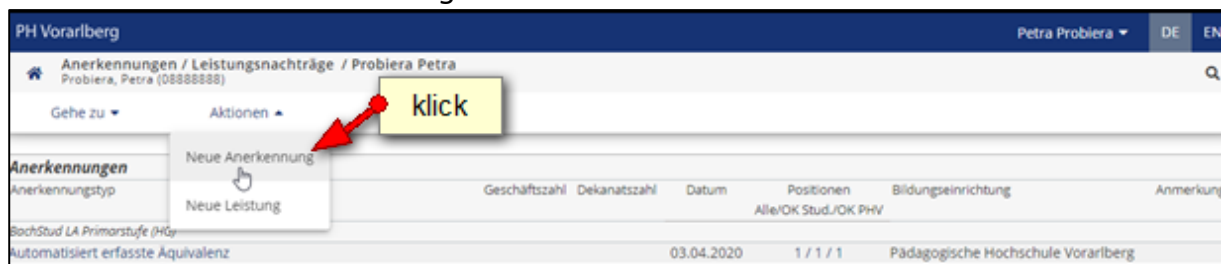 PH Vorarlberg Petra Probiera DE EN
Anerkennungen / Leistungsnachträge / Probiera Petra
Probiera, Petra (08888888)
Gehe zu Aktionen klick
Neue Anerkennung
Anerkennungen
Anerkennungstyp Geschäftszahl Dekanatszahl Datum Positionen Bildungseinrichtung Anmerkung
Neue Leistung Alle/OK Stud./OK PHV
BachStud LA Primarstufe (HG)
Automatisiert erfasste Äquivalenz 03.04.2020 1 / 1 / 1 Pädagogische Hochschule Vorarlberg